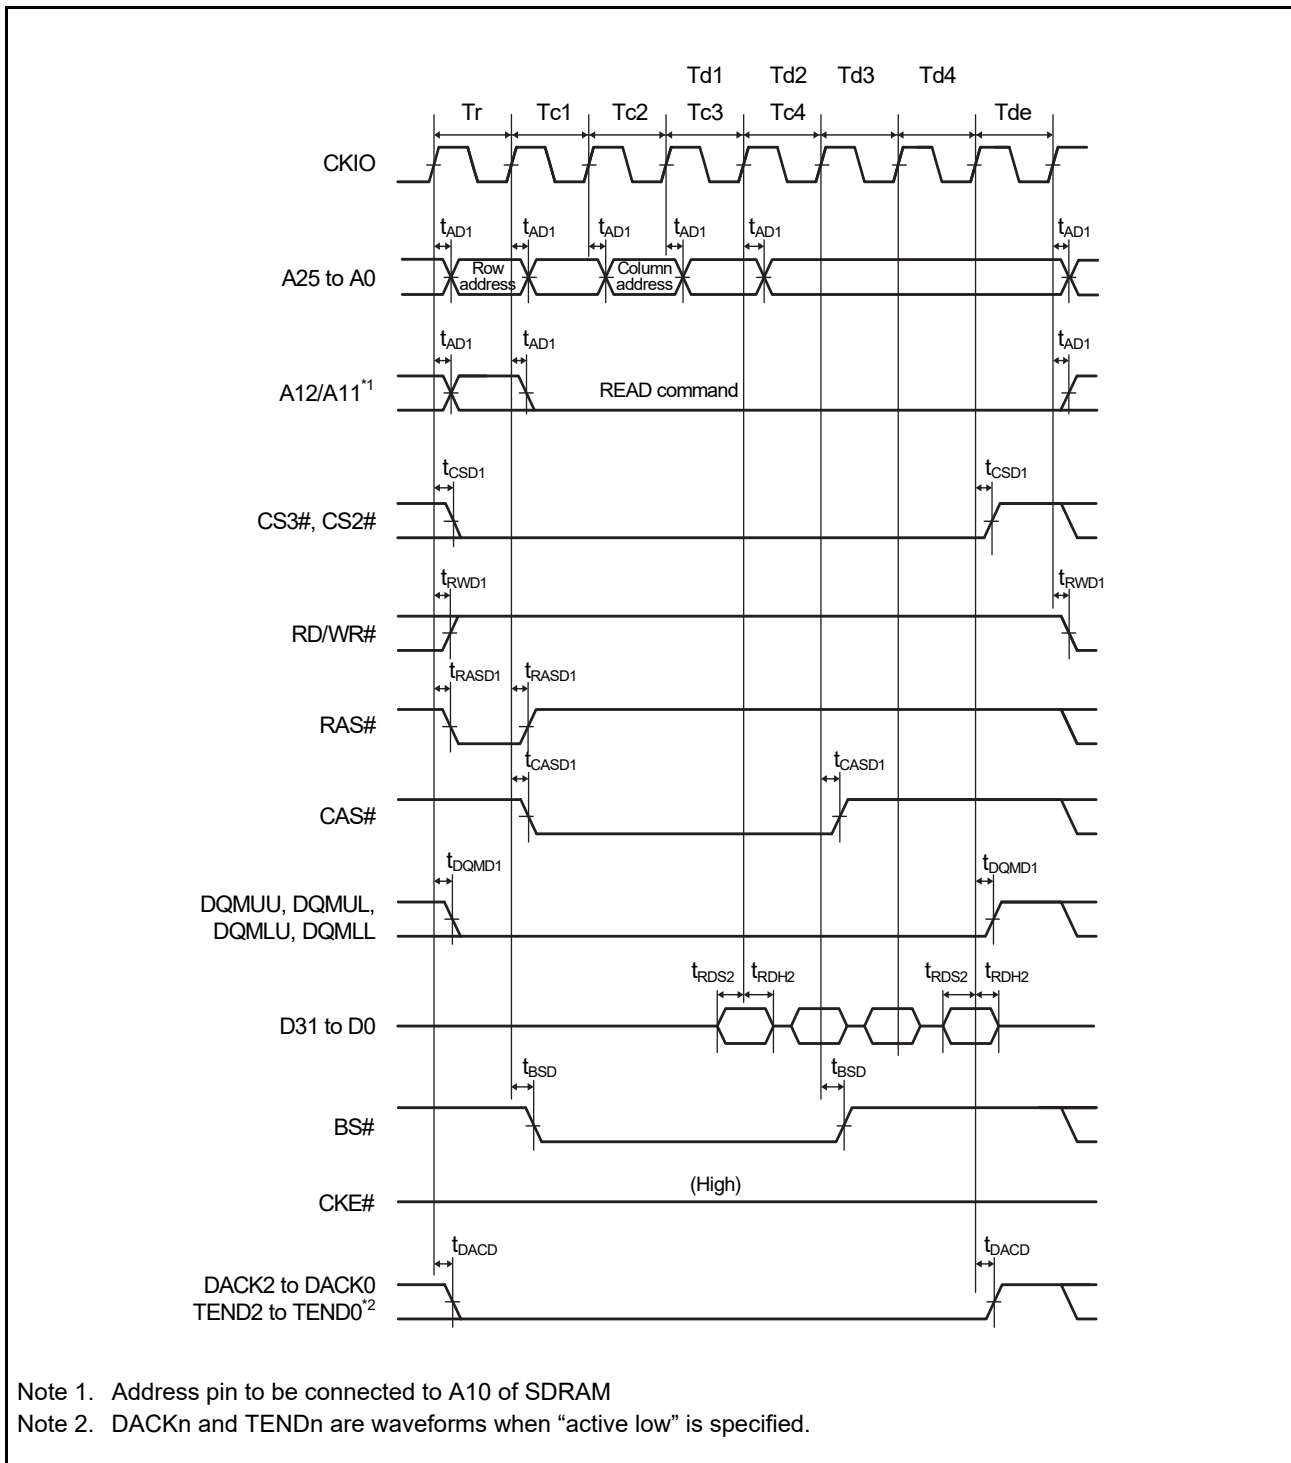 Td1 Td2 Td3 Td4
Tr Tc1 Tc2 Tc3 Tc4 Tde
CKIO
tAD1 tAD1 tAD1 tAD1 tAD1 tAD1
A25 to A0
Row address
Column address
tAD1 tAD1 tAD1
A12/A11*1
READ command
tCSD1 tCSD1
CS3#, CS2#
tRWD1 tRWD1
RD/WR#
tRASD1 tRASD1
RAS#
tCASD1 tCASD1
CAS#
tDQMD1 tDQMD1
DQMUU, DQMUL,
DQMLU, DQMLL
tRDS2 tRDH2 tRDS2 tRDH2
D31 to D0
tBSD tBSD
BS#
(High)
CKE#
tDACD tDACD
DACK2 to DACK0
TEND2 to TEND0*2
Note 1. Address pin to be connected to A10 of SDRAM
Note 2. DACKn and TENDn are waveforms when “active low” is specified.